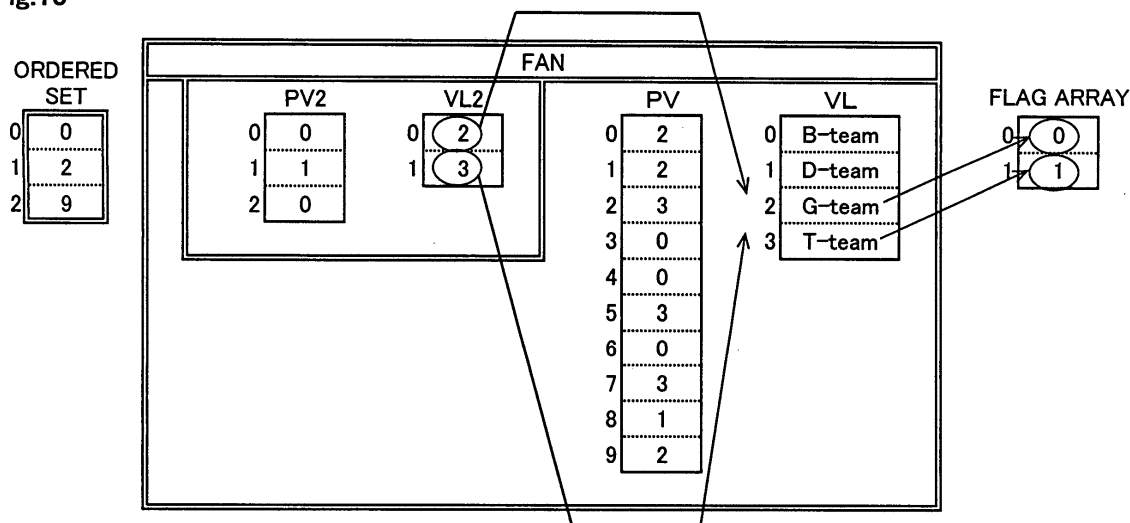 FAN
ORDERED
SET
PV2
VL2
PV
VL
FLAG ARRAY
0 0
1 2
2 9
0 0
1 1
2 0
0 2
1 3
0 2
1 2
2 3
3 0
4 0
5 3
6 0
7 3
8 1
9 2
0 B-team
1 D-team
2 G-team
3 T-team
0 0
1 1